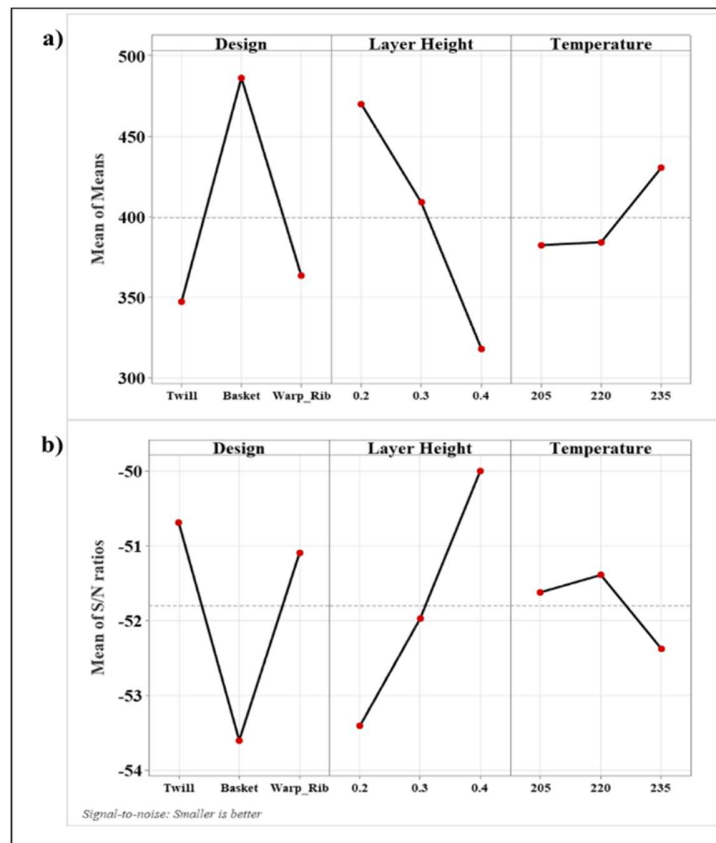 a)
Design Layer Height Temperature
500
450
400
350
300
Mean of Means
Twill Basket Warp_Rib 0.2 0.3 0.4 205 220 235
b)
Design Layer Height Temperature
-50
-51
-52
-53
-54
Mean of S/N ratios
Twill Basket Warp_Rib 0.2 0.3 0.4 205 220 235
Signal-to-noise: Smaller is better